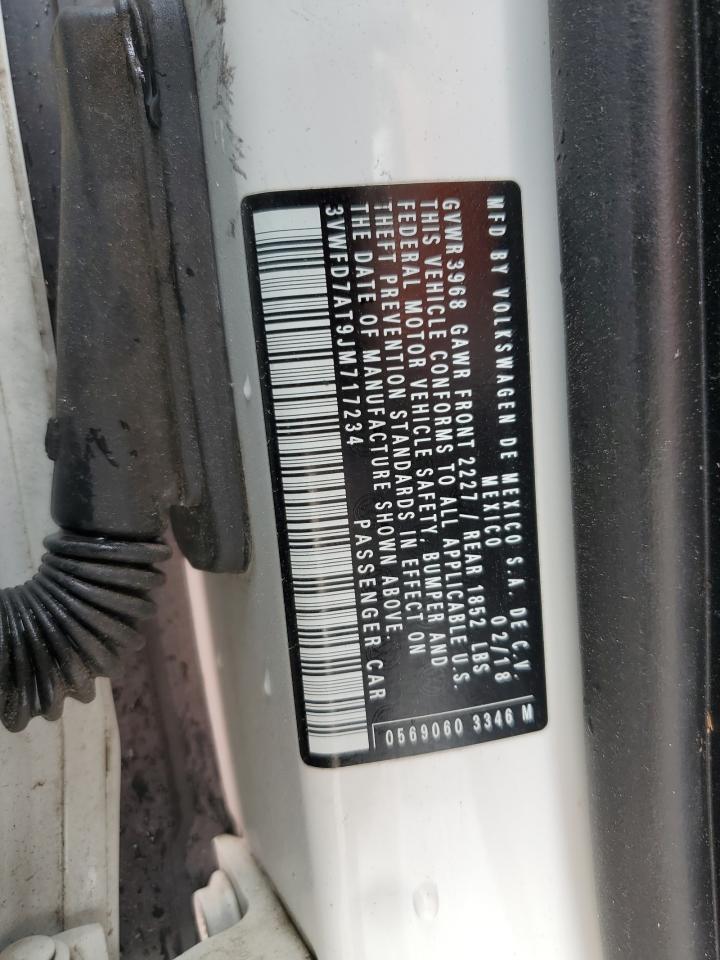 MFD BY VOLKSWAGEN DE MEXICO S.A. DE C.V.
MEXICO 02/18
GVWR 3968 GAWR FRONT 2227 / REAR 1852 LBS
THIS VEHICLE CONFORMS TO ALL APPLICABLE U.S.
FEDERAL MOTOR VEHICLE SAFETY, BUMPER AND
THEFT PREVENTION STANDARDS IN EFFECT ON
THE DATE OF MANUFACTURE SHOWN ABOVE.
3VWFD7AT9JM717234 PASSENGER CAR
0569060 3346 M